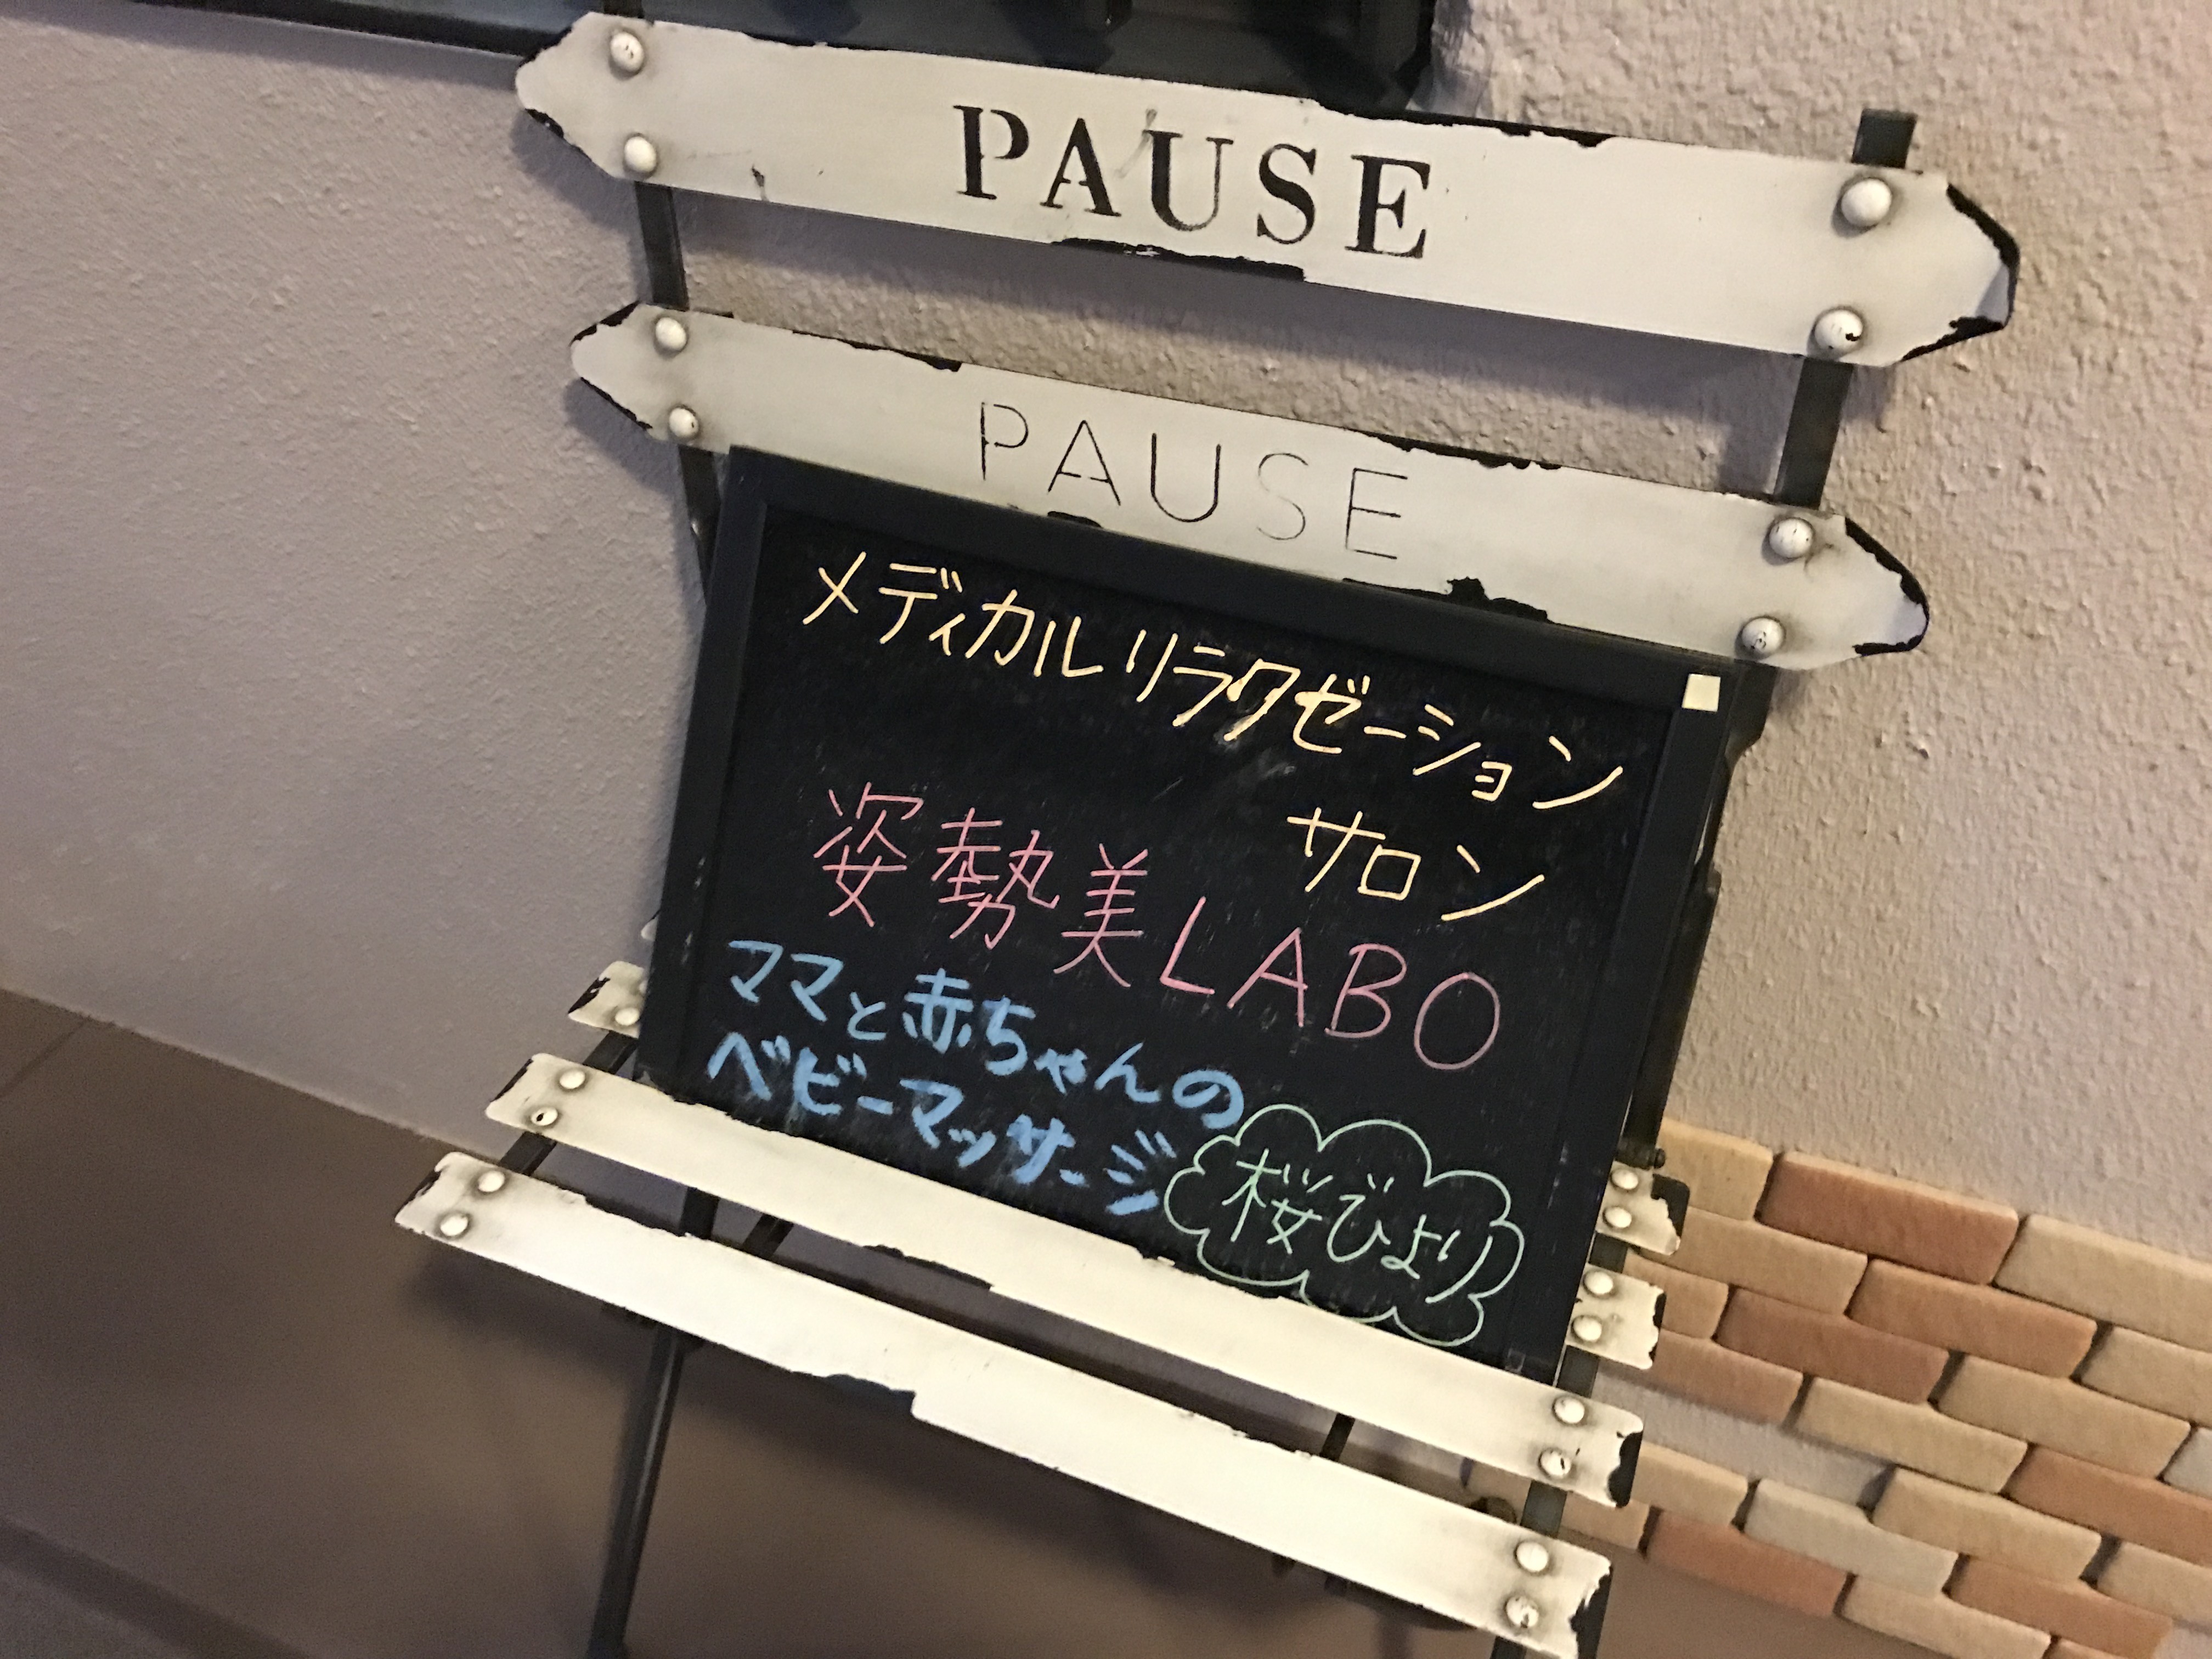 PAUSE
PAUSE
メディカルリラクゼーション
サロン
姿勢美LABO
ママと赤ちゃんの
ベビーマッサージ
桜びより